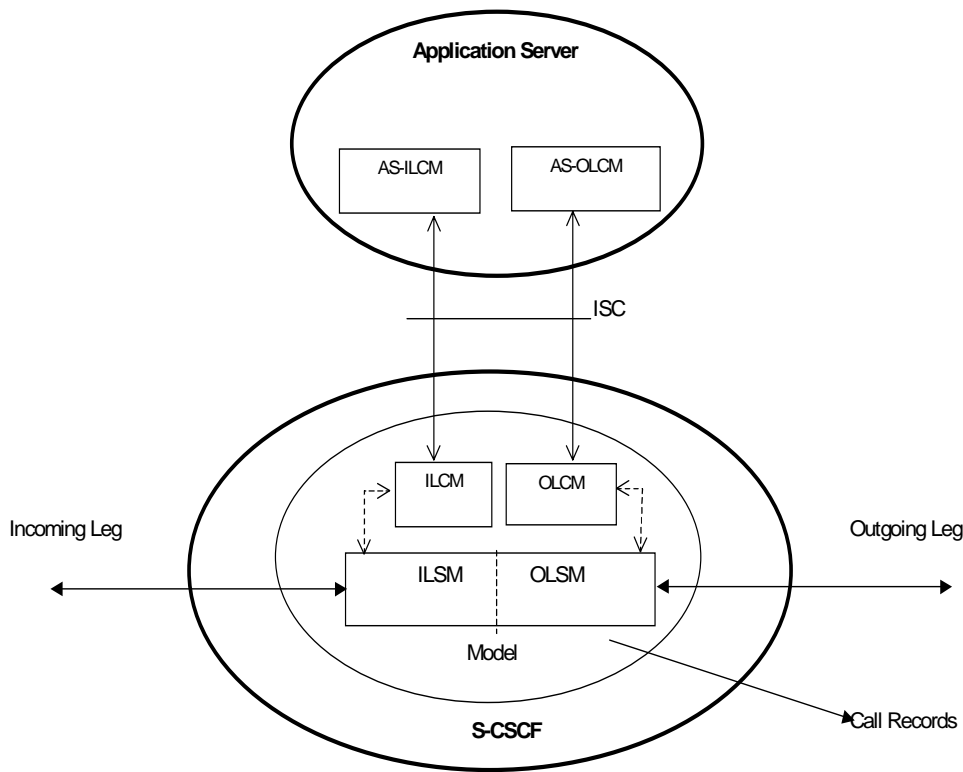 Application Server
AS-ILCM
AS-OLCM
ISC
ILCM
OLCM
Incoming Leg
Outgoing Leg
ILSM
OLSM
Model
S-CSCF
Call Records